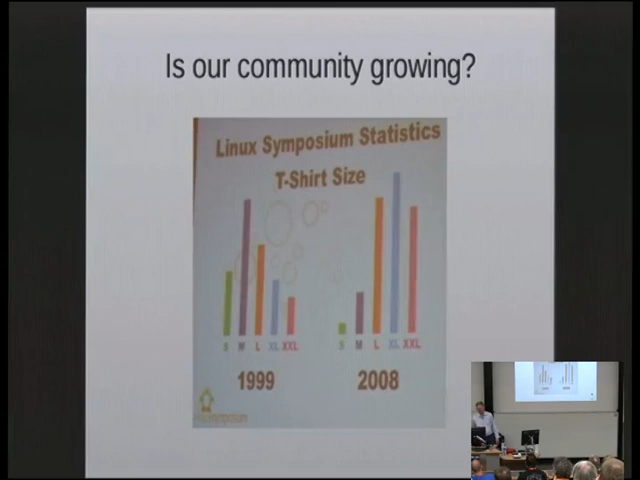 Is our community growing?
Linux Symposium Statistics
T-Shirt Size
S M L XL XXL S M L XL XXL
1999 2008